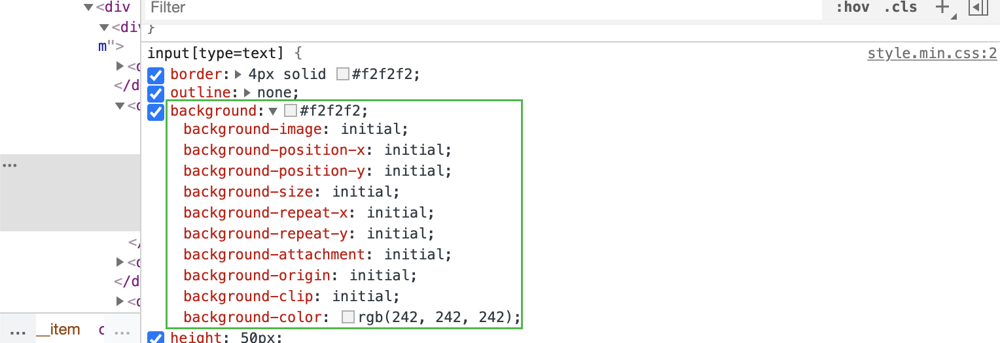 <div
<div
m">
</d
...
</
</d
... __item c ...
Filter
:hov .cls +
}
input[type=text] {
style.min.css:2
border: 4px solid #f2f2f2;
outline: none;
background: #f2f2f2;
background-image: initial;
background-position-x: initial;
background-position-y: initial;
background-size: initial;
background-repeat-x: initial;
background-repeat-y: initial;
background-attachment: initial;
background-origin: initial;
background-clip: initial;
background-color: rgb(242, 242, 242);
height: 50px;